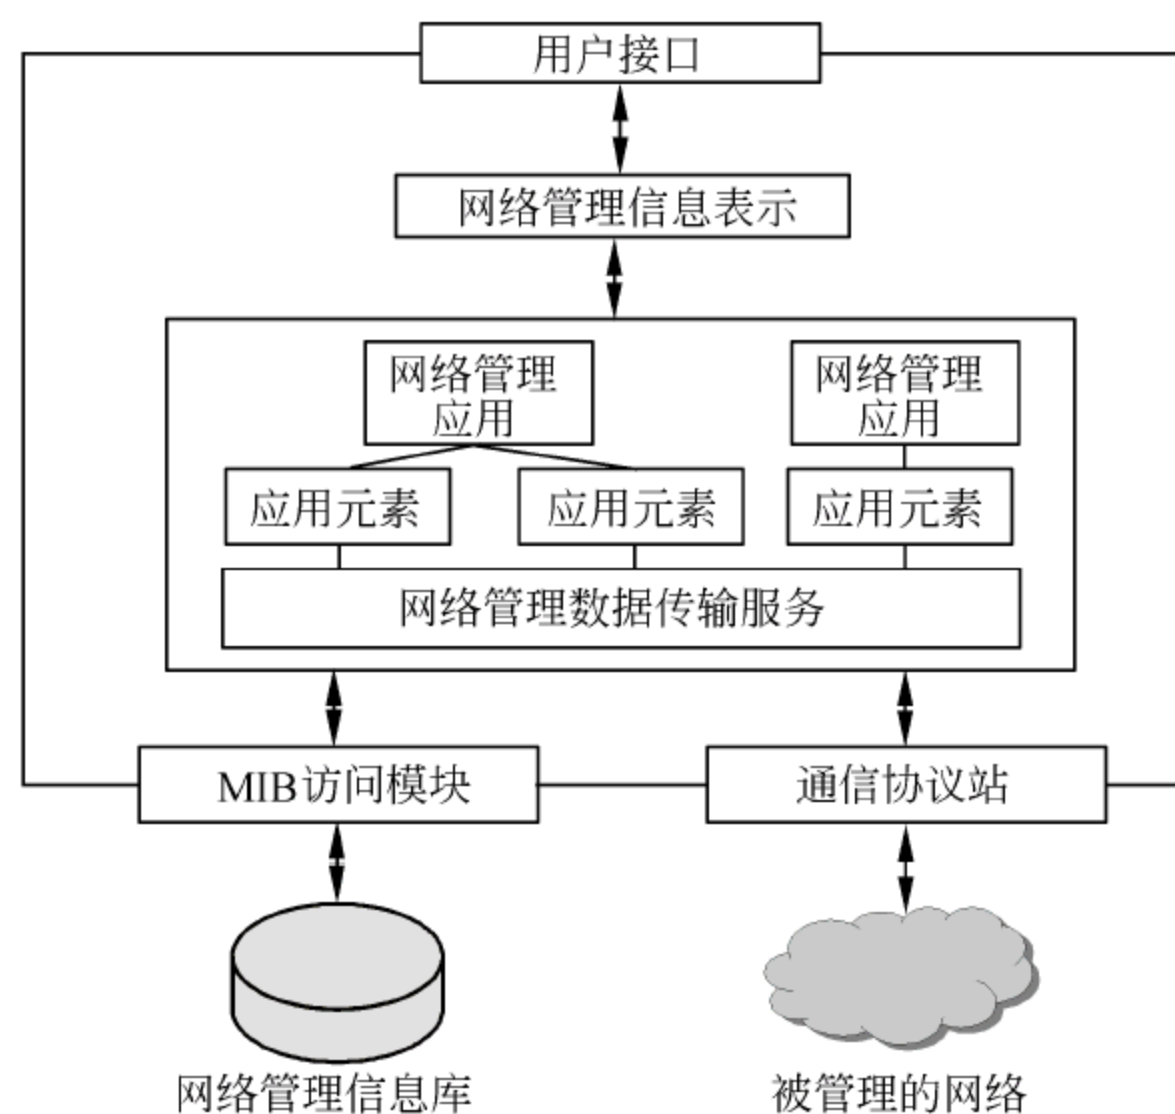 用户接口
网络管理信息表示
网络管理
应用
网络管理
应用
应用元素
应用元素
应用元素
网络管理数据传输服务
MIB访问模块
通信协议站
网络管理信息库
被管理的网络